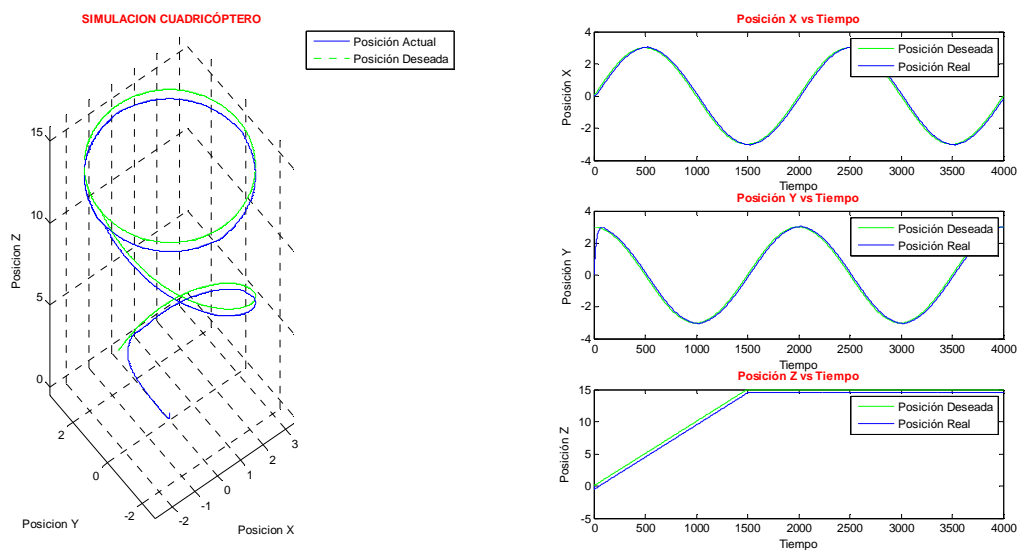 SIMULACION CUADRICÓPTERO
Posición Actual
Posición Deseada
15
10
5
0
Posicion Z
2
0
-2
Posicion Y
-2
-1
0
1
2
3
Posicion X
Posición X vs Tiempo
4
2
0
-2
-4
Posición X
Posición Deseada
Posición Real
0 500 1000 1500 2000 2500 3000 3500 4000
Tiempo
Posición Y vs Tiempo
4
2
0
-2
-4
Posición Y
Posición Deseada
Posición Real
0 500 1000 1500 2000 2500 3000 3500 4000
Tiempo
Posición Z vs Tiempo
15
10
5
0
-5
Posición Z
Posición Deseada
Posición Real
0 500 1000 1500 2000 2500 3000 3500 4000
Tiempo